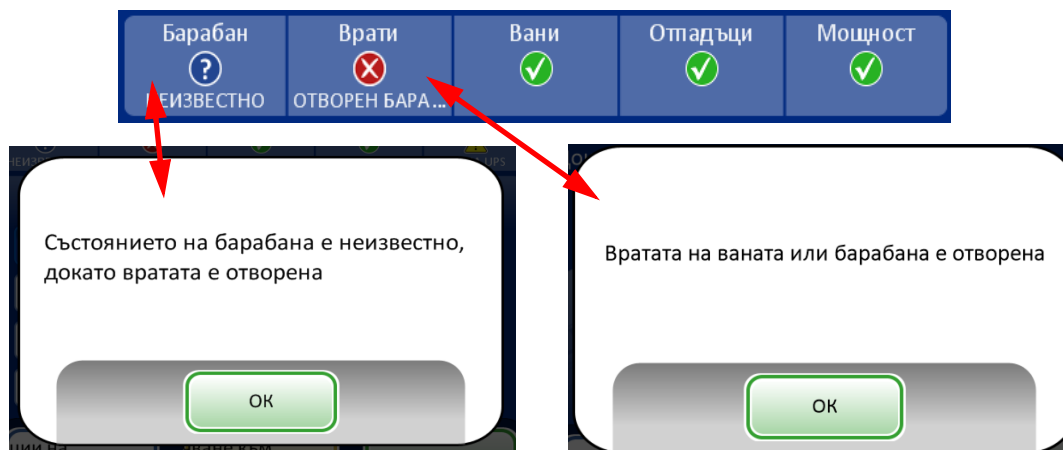 Барабан
Врати
Вани
Отпадъци
Мощност
НЕИЗВЕСТНО
ОТВОРЕН БАРА...
UPS
Състоянието на барабана е неизвестно,
докато вратата е отворена
ОК
Вратата на ваната или барабана е отворена
ОК